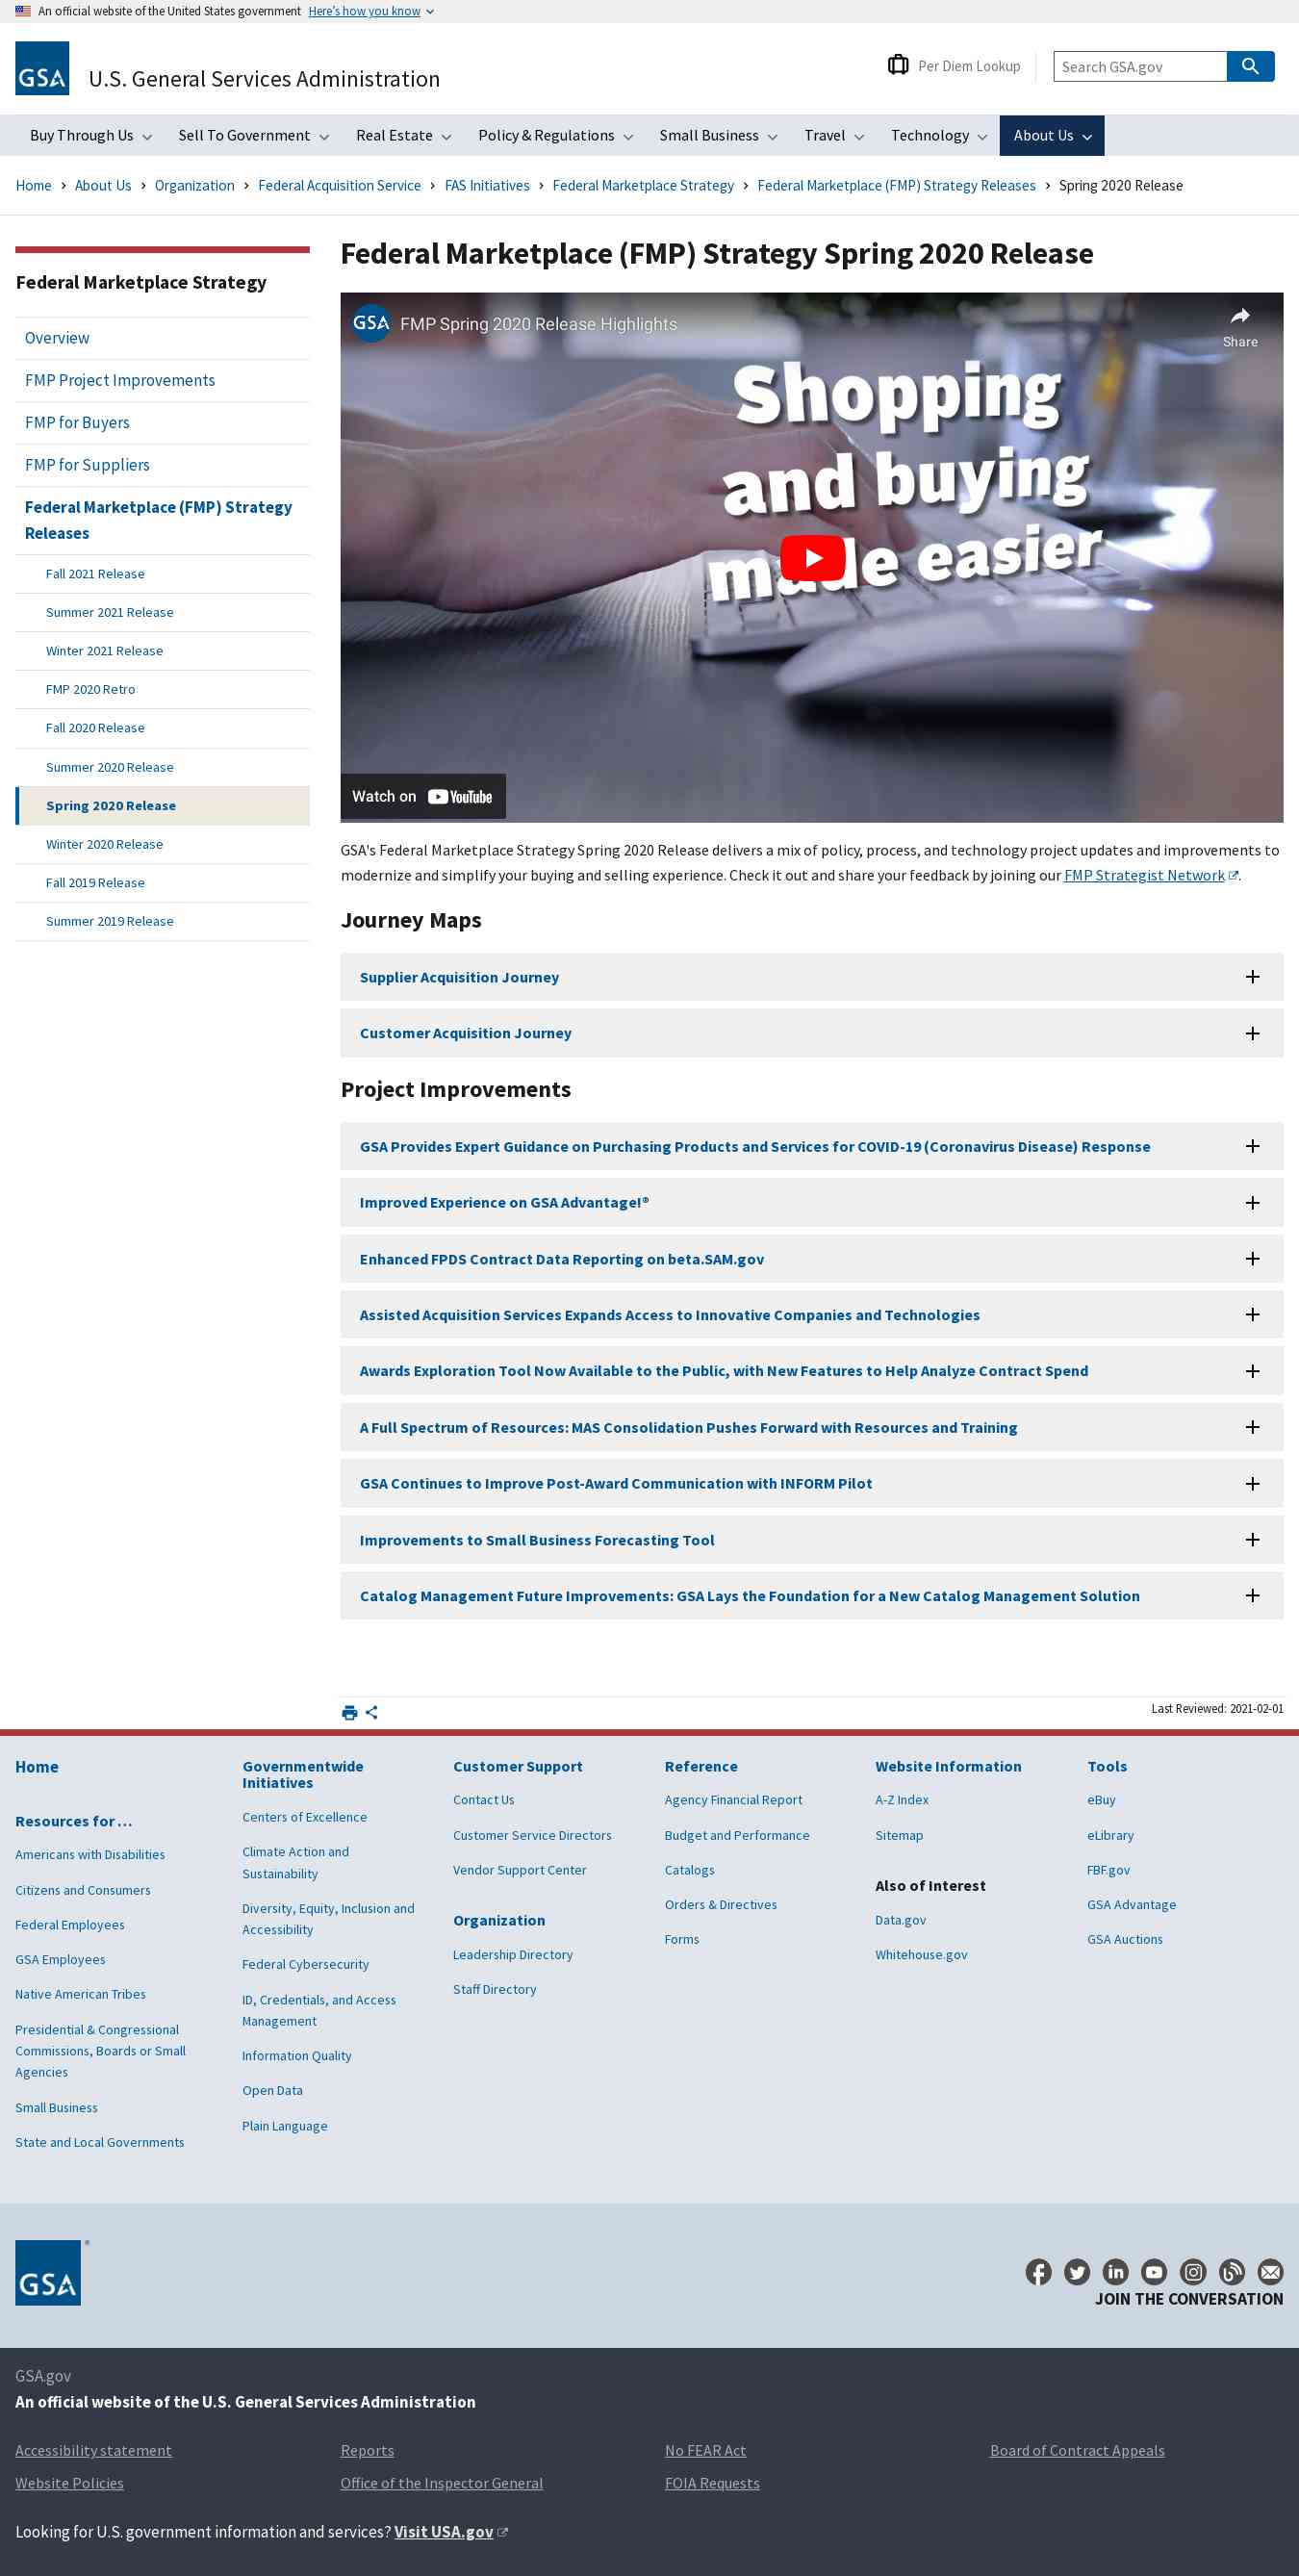 An official website of the United States government Here's how you know
GSA
U.S. General Services Administration
Per Diem Lookup
Search GSA.gov
Buy Through Us Sell To Government Real Estate Policy & Regulations Small Business Travel Technology About Us
Home About Us Organization Federal Acquisition Service FAS Initiatives Federal Marketplace Strategy Federal Marketplace (FMP) Strategy Releases Spring 2020 Release
Federal Marketplace Strategy
Overview
FMP Project Improvements
FMP for Buyers
FMP for Suppliers
Federal Marketplace (FMP) Strategy
Releases
Fall 2021 Release
Summer 2021 Release
Winter 2021 Release
FMP 2020 Retro
Fall 2020 Release
Summer 2020 Release
Spring 2020 Release
Winter 2020 Release
Fall 2019 Release
Summer 2019 Release
Federal Marketplace (FMP) Strategy Spring 2020 Release
GSA FMP Spring 2020 Release Highlights
Share
Shopping
and buying
made easier
Watch on YouTube
GSA's Federal Marketplace Strategy Spring 2020 Release delivers a mix of policy, process, and technology project updates and improvements to
modernize and simplify your buying and selling experience. Check it out and share your feedback by joining our FMP Strategist Network.
Journey Maps
Supplier Acquisition Journey
Customer Acquisition Journey
Project Improvements
GSA Provides Expert Guidance on Purchasing Products and Services for COVID-19 (Coronavirus Disease) Response
Improved Experience on GSA Advantage!®
Enhanced FPDS Contract Data Reporting on beta.SAM.gov
Assisted Acquisition Services Expands Access to Innovative Companies and Technologies
Awards Exploration Tool Now Available to the Public, with New Features to Help Analyze Contract Spend
A Full Spectrum of Resources: MAS Consolidation Pushes Forward with Resources and Training
GSA Continues to Improve Post-Award Communication with INFORM Pilot
Improvements to Small Business Forecasting Tool
Catalog Management Future Improvements: GSA Lays the Foundation for a New Catalog Management Solution
Last Reviewed: 2021-02-01
Home
Resources for …
Americans with Disabilities
Citizens and Consumers
Federal Employees
GSA Employees
Native American Tribes
Presidential & Congressional
Commissions, Boards or Small
Agencies
Small Business
State and Local Governments
Governmentwide
Initiatives
Centers of Excellence
Climate Action and
Sustainability
Diversity, Equity, Inclusion and
Accessibility
Federal Cybersecurity
ID, Credentials, and Access
Management
Information Quality
Open Data
Plain Language
Customer Support
Contact Us
Customer Service Directors
Vendor Support Center
Organization
Leadership Directory
Staff Directory
Reference
Agency Financial Report
Budget and Performance
Catalogs
Orders & Directives
Forms
Website Information
A-Z Index
Sitemap
Also of Interest
Data.gov
Whitehouse.gov
Tools
eBuy
eLibrary
FBF.gov
GSA Advantage
GSA Auctions
GSA ®
JOIN THE CONVERSATION
GSA.gov
An official website of the U.S. General Services Administration
Accessibility statement Reports No FEAR Act Board of Contract Appeals
Website Policies Office of the Inspector General FOIA Requests
Looking for U.S. government information and services? Visit USA.gov